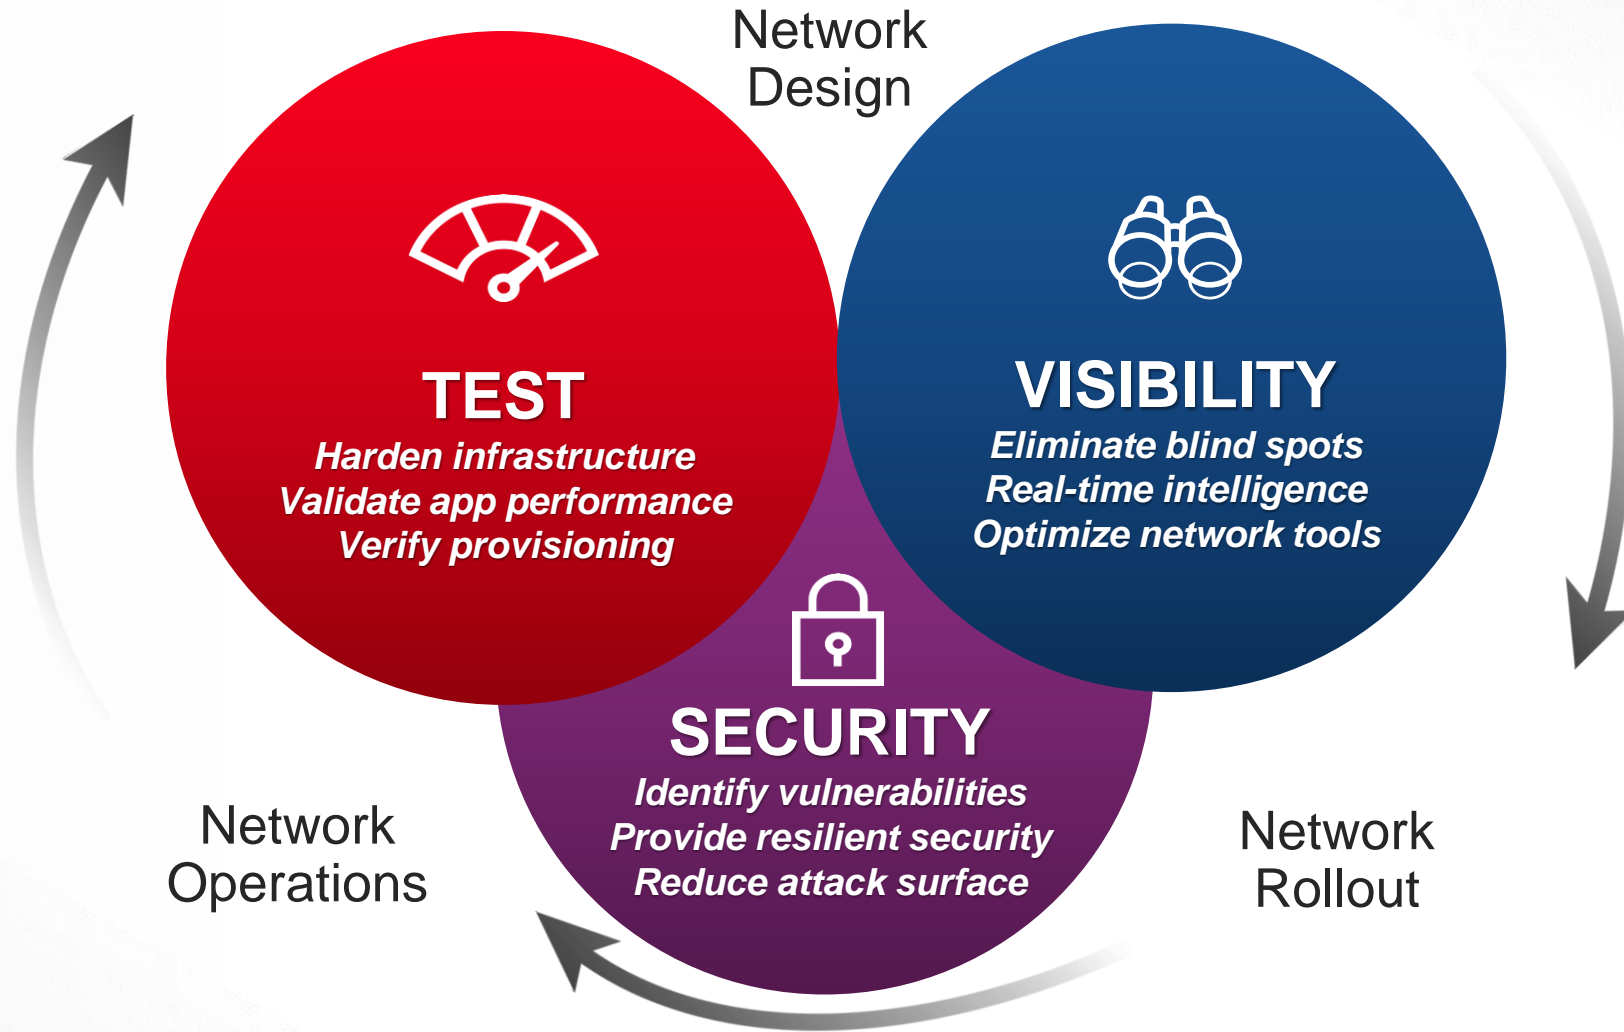 Network
Design
TEST
Harden infrastructure
Validate app performance
Verify provisioning
VISIBILITY
Eliminate blind spots
Real-time intelligence
Optimize network tools
SECURITY
Identify vulnerabilities
Provide resilient security
Reduce attack surface
Network
Operations
Network
Rollout